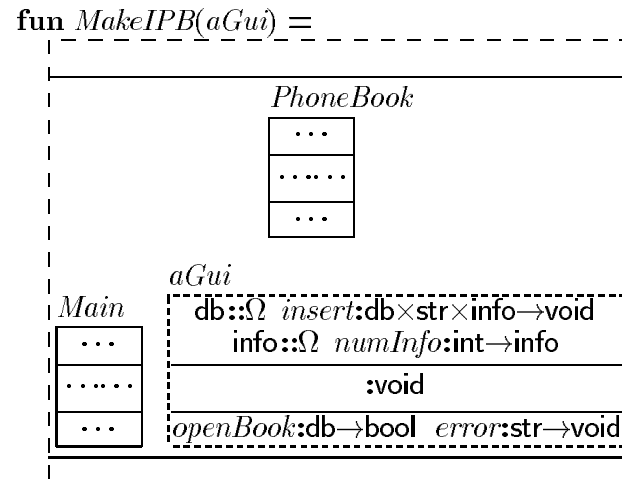 fun MakeIPB(aGui) =
PhoneBook
...
......
...
aGui
Main
db::Ω insert:db×str×info→void
info::Ω numInfo:int→info
...
......
...
:void
openBook:db→bool error:str→void